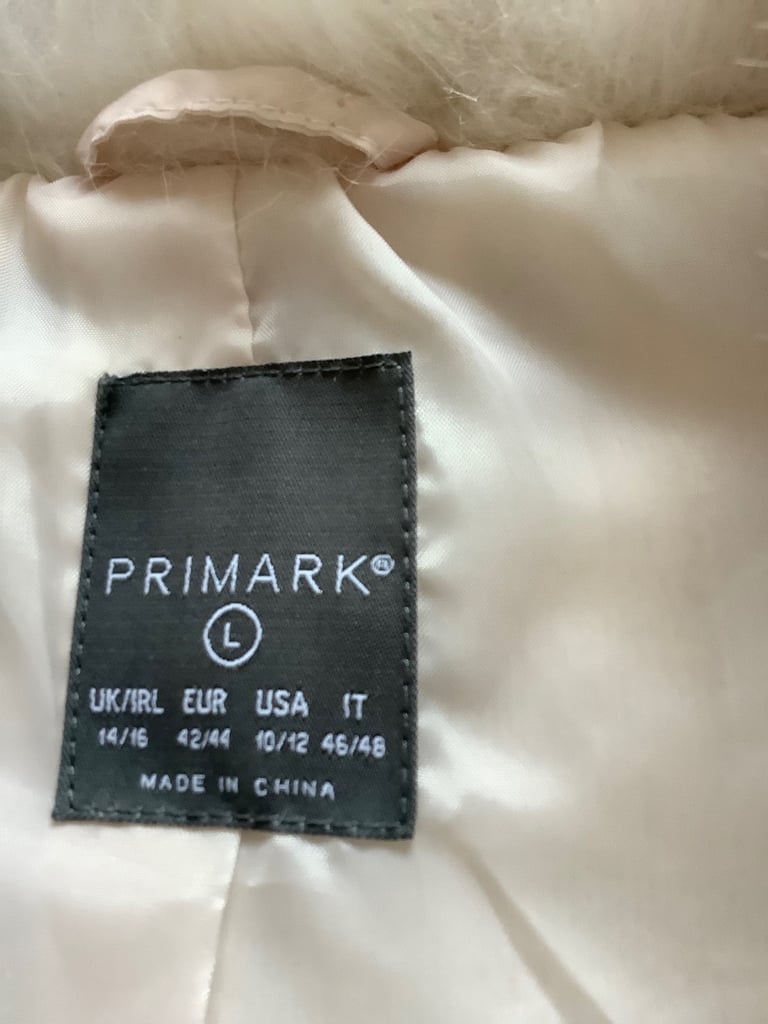 PRIMARK®
L
UK/IRL EUR USA IT
14/16 42/44 10/12 46/48
MADE IN CHINA